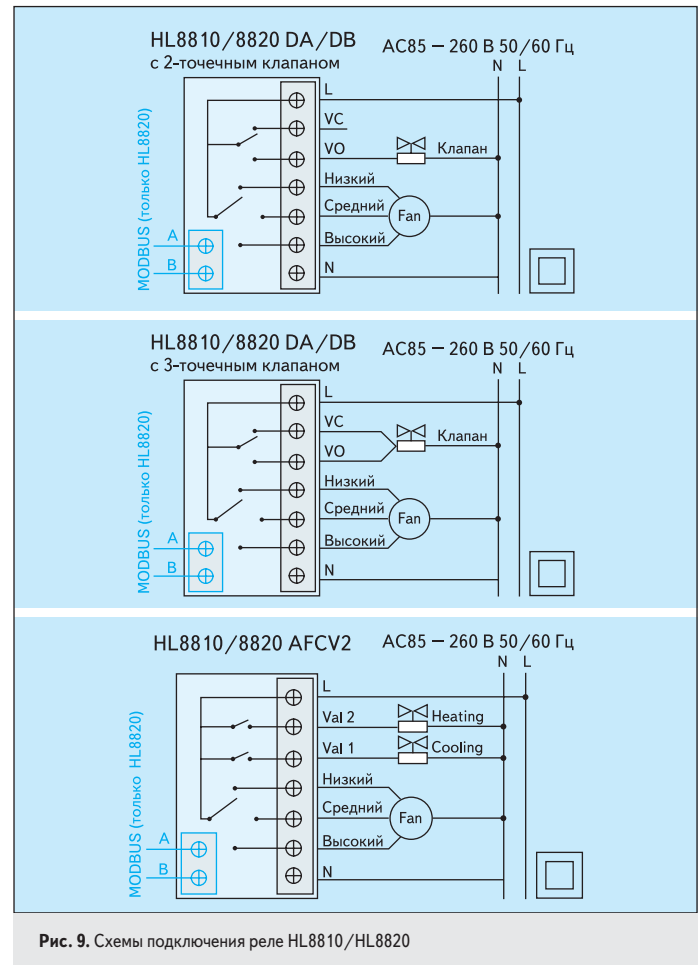 HL8810/8820 DA/DB
с 2-точечным клапаном
AC85 – 260 В 50/60 Гц
N L
L
VC
VO
Клапан
Низкий
Средний
Fan
Высокий
N
MODBUS (только HL8820)
A
B
HL8810/8820 DA/DB
с 3-точечным клапаном
AC85 – 260 В 50/60 Гц
N L
L
VC
VO
Клапан
Низкий
Средний
Fan
Высокий
N
MODBUS (только HL8820)
A
B
HL8810/8820 AFCV2
AC85 – 260 В 50/60 Гц
N L
L
Val 2
Heating
Val 1
Cooling
Низкий
Средний
Fan
Высокий
N
MODBUS (только HL8820)
A
B
Рис. 9. Схемы подключения реле HL8810/HL8820